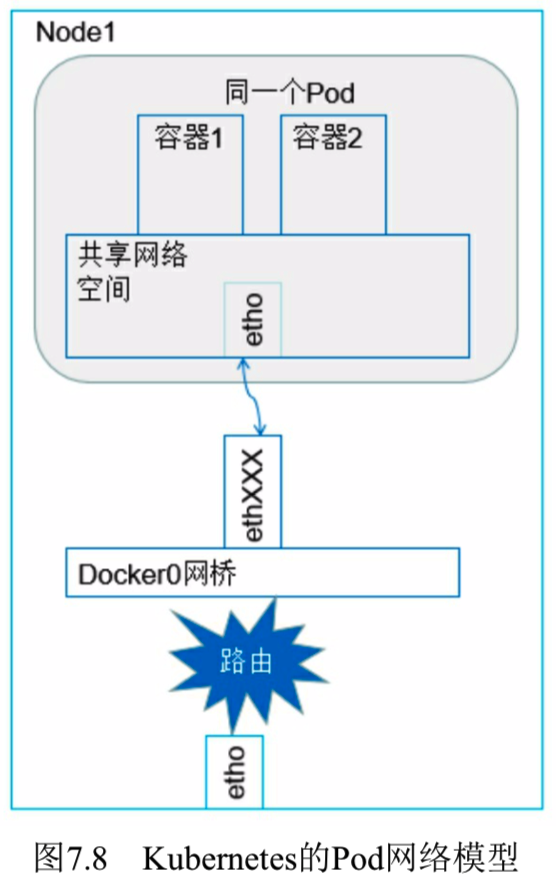 Node1
同一个Pod
容器1
容器2
共享网络
空间
etho
ethXXX
Docker0网桥
路由
etho
图7.8 Kubernetes的Pod网络模型